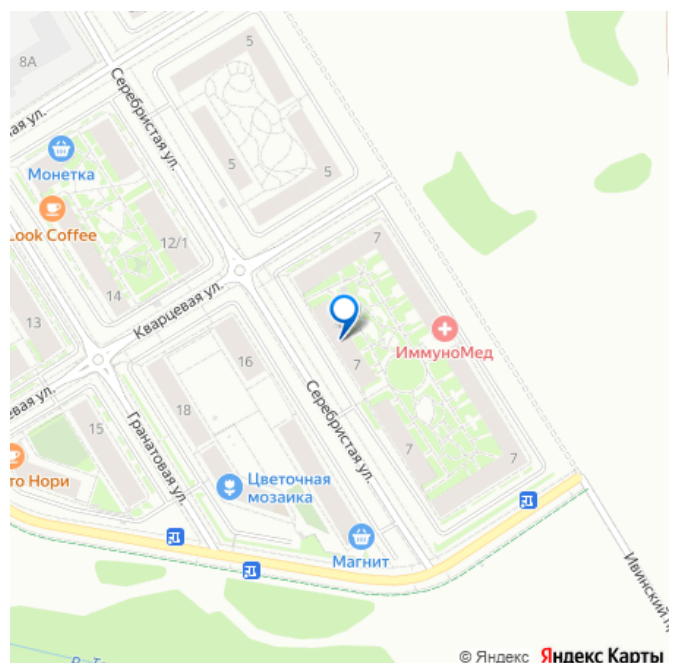 5
8А
Серебристая ул.
ая ул.
Монетка
5
5
Look Coffee
12/1
7
14
Кварцевая ул.
13
ИммуноМед
16
7
18
Серебристая ул.
евая ул.
15
Гранатовая ул.
7
7
то Нори
Цветочная
мозаика
Магнит
Ивинский п
© Яндекс Яндекс Карты